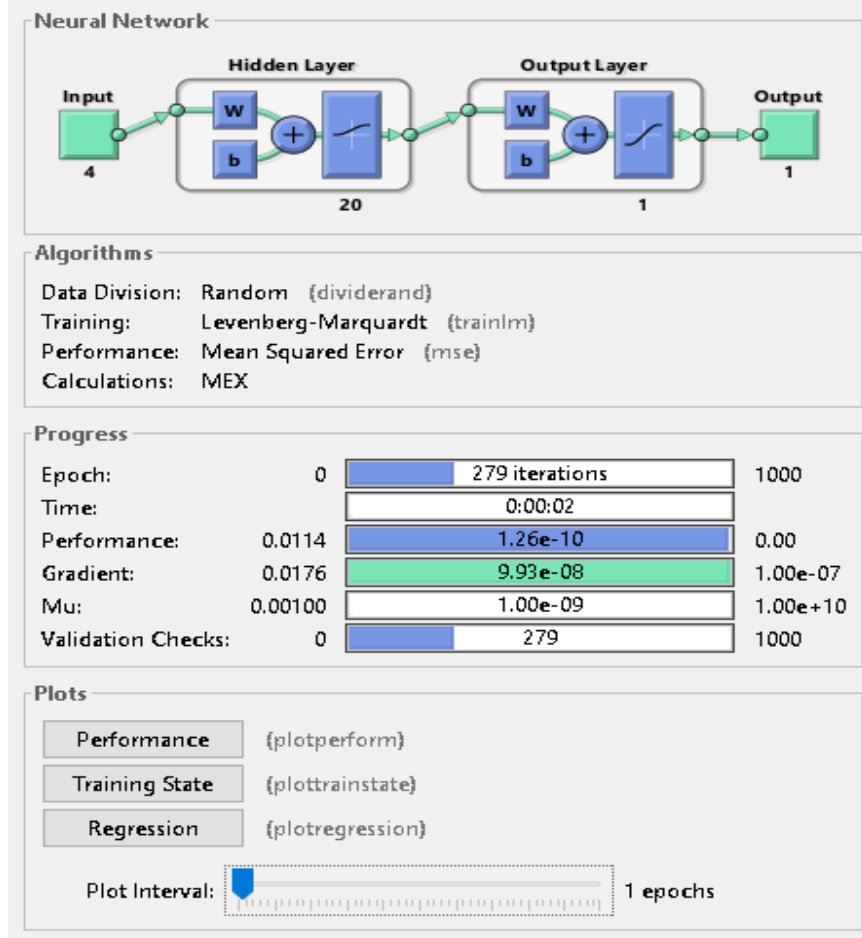 Neural Network
Hidden Layer
Output Layer
Input
W
b
+
W
b
+
Output
4
20
1
1
Algorithms
Data Division: Random (dividerand)
Training: Levenberg-Marquardt (trainlm)
Performance: Mean Squared Error (mse)
Calculations: MEX
Progress
Epoch: 0 279 iterations 1000
Time: 0:00:02
Performance: 0.0114 1.26e-10 0.00
Gradient: 0.0176 9.93e-08 1.00e-07
Mu: 0.00100 1.00e-09 1.00e+10
Validation Checks: 0 279 1000
Plots
Performance (plotperform)
Training State (plottrainstate)
Regression (plotregression)
Plot Interval: 1 epochs